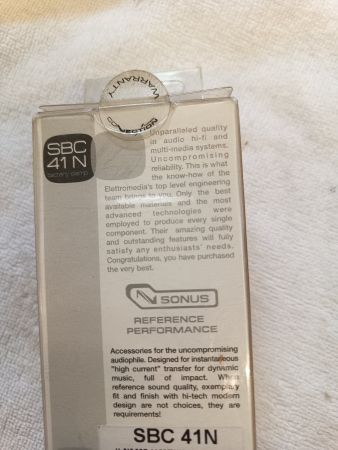 WARRANTY
SBC
41 N
battery clamp
Unparalleled quality
in audio hi-fi and
multi-media systems.
Uncompromising
reliability. This is what
the know-how of the
Elettromedia's top level engineering
team brings to you. Only the best
available materials and the most
advanced technologies were
employed to produce every single
component. Their amazing quality
and outstanding features will fully
satisfy any enthusiasts' needs.
Congratulations, you have purchased
the very best.
SONUS
REFERENCE
PERFORMANCE
Accessories for the uncompromising
audiophile. Designed for instantaneous
"high current" transfer for dynamic
music, full of impact. When
reference sound quality, exemplary
fit and finish with hi-tech modern
design are not choices, they are
requirements!
SBC 41N